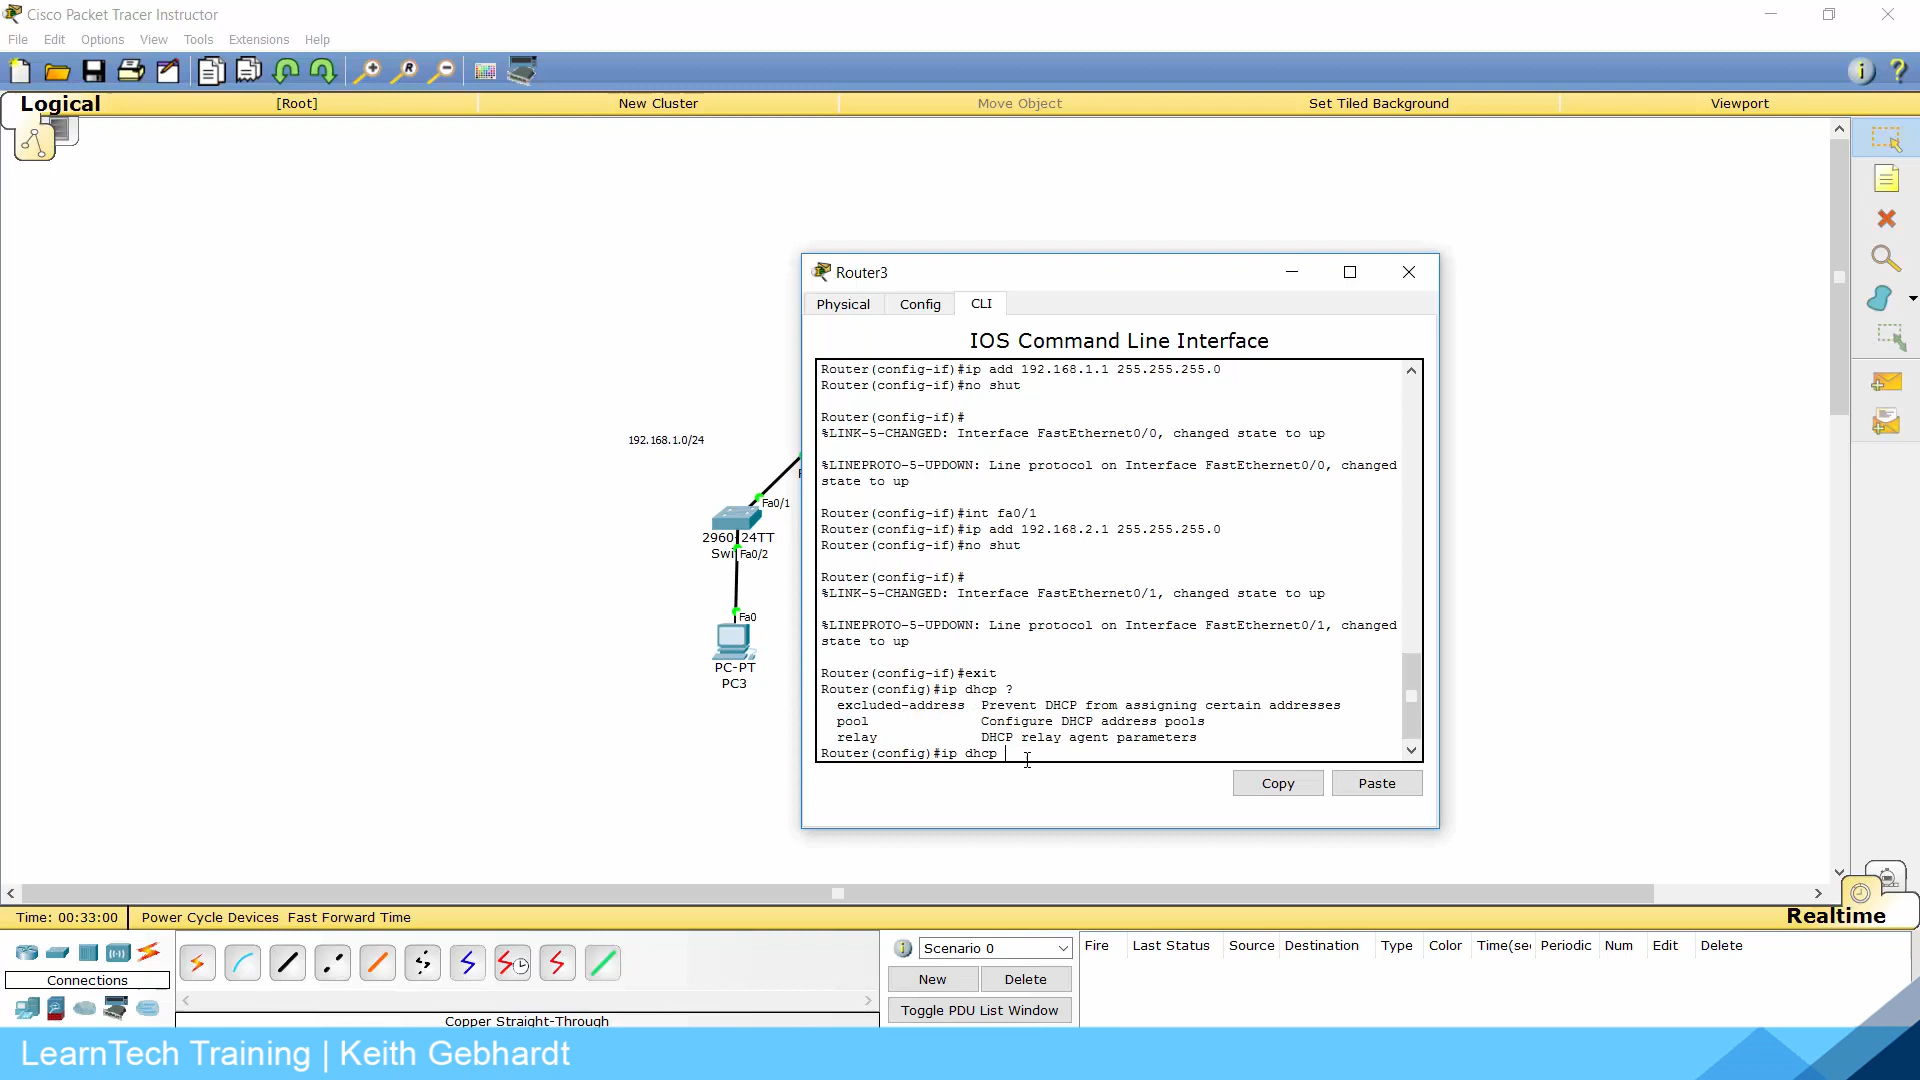 Cisco Packet Tracer Instructor
File Edit Options View Tools Extensions Help
Logical [Root] New Cluster Move Object Set Tiled Background Viewport
Router3
Physical Config CLI
IOS Command Line Interface
Router(config-if)#ip add 192.168.1.1 255.255.255.0
Router(config-if)#no shut
Router(config-if)#
%LINK-5-CHANGED: Interface FastEthernet0/0, changed state to up
%LINEPROTO-5-UPDOWN: Line protocol on Interface FastEthernet0/0, changed
state to up
Router(config-if)#int fa0/1
Router(config-if)#ip add 192.168.2.1 255.255.255.0
Router(config-if)#no shut
Router(config-if)#
%LINK-5-CHANGED: Interface FastEthernet0/1, changed state to up
%LINEPROTO-5-UPDOWN: Line protocol on Interface FastEthernet0/1, changed
state to up
Router(config-if)#exit
Router(config)#ip dhcp ?
excluded-address Prevent DHCP from assigning certain addresses
pool Configure DHCP address pools
relay DHCP relay agent parameters
Router(config)#ip dhcp
Copy Paste
192.168.1.0/24
Fa0/1
2960-24TT
Swi Fa0/2
Fa0
PC-PT
PC3
Time: 00:33:00 Power Cycle Devices Fast Forward Time Realtime
Connections
Copper Straight-Through
Scenario 0
New Delete
Toggle PDU List Window
Fire Last Status Source Destination Type Color Time(sec Periodic Num Edit Delete
LearnTech Training | Keith Gebhardt